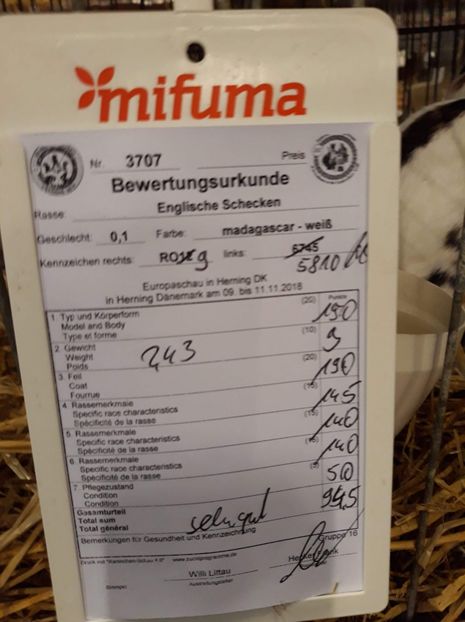 mifuma
Nr. 3707 Preis
Bewertungsurkunde
Rasse: Englische Schecken
Geschlecht: 0,1 Farbe: madagascar - weiß
Kennzeichen rechts: links: 6745
5810
Europaschau in Herning DK
in Herning Dänemark am 09. bis 11.11.2018
1. Typ und Körperform (20) Punkte
Model and Body 19,0
Type et forme
2. Gewicht (10) 9
Weight 2,43
Poids
3. Fell (20) 19,0
Coat
Fourrue
4. Rassemerkmale (15) 14,5
Specific race characteristics
Spécificité de la rasse
5. Rassemerkmale (15) 14,0
Specific race characteristics
Spécificité de la rasse
6. Rassemerkmale (15) 14,0
Specific race characteristics
Spécificité de la rasse
7. Pflegezustand (5) 5,0
Condition
Condition
Gesamturteil 94,5
Total sum
Total général sehr gut
Bemerkungen für Gesundheit und Kennzeichnung
Gruppe 16
Willi Littau
Ausstellungsleiter
Stempel